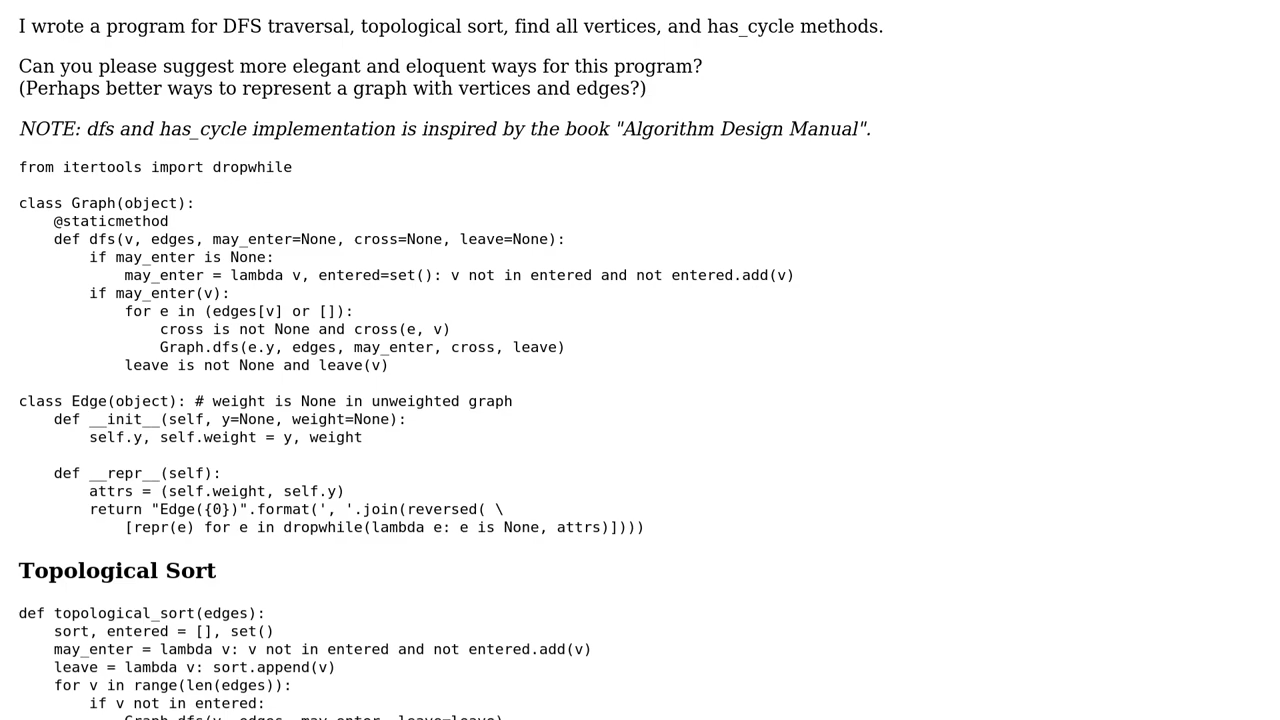 I wrote a program for DFS traversal, topological sort, find all vertices, and has_cycle methods.
Can you please suggest more elegant and eloquent ways for this program?
(Perhaps better ways to represent a graph with vertices and edges?)
NOTE: dfs and has_cycle implementation is inspired by the book "Algorithm Design Manual".
from itertools import dropwhile
class Graph(object):
    @staticmethod
    def dfs(v, edges, may_enter=None, cross=None, leave=None):
        if may_enter is None:
            may_enter = lambda v, entered=set(): v not in entered and not entered.add(v)
        if may_enter(v):
            for e in (edges[v] or []):
                cross is not None and cross(e, v)
                Graph.dfs(e.y, edges, may_enter, cross, leave)
            leave is not None and leave(v)
class Edge(object): # weight is None in unweighted graph
    def __init__(self, y=None, weight=None):
        self.y, self.weight = y, weight
    def __repr__(self):
        attrs = (self.weight, self.y)
        return "Edge({0})".format(', '.join(reversed( \
            [repr(e) for e in dropwhile(lambda e: e is None, attrs)])))
Topological Sort
def topological_sort(edges):
    sort, entered = [], set()
    may_enter = lambda v: v not in entered and not entered.add(v)
    leave = lambda v: sort.append(v)
    for v in range(len(edges)):
        if v not in entered:
            Graph.dfs(v, edges, may_enter, leave=leave)